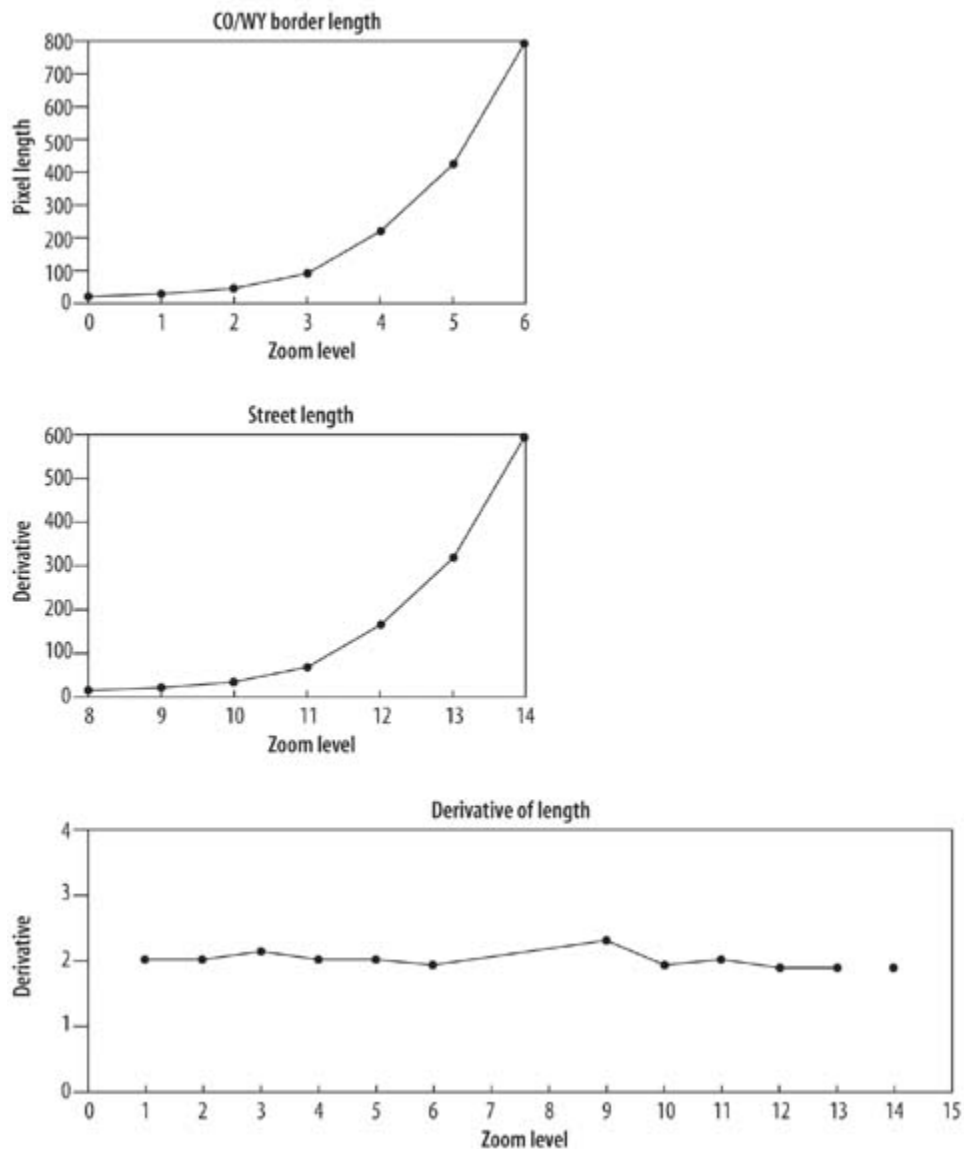 CO/WY border length
800
700
600
500
400
300
200
100
0
Pixel length
0 1 2 3 4 5 6
Zoom level
Street length
600
500
400
300
200
100
0
Derivative
8 9 10 11 12 13 14
Zoom level
Derivative of length
4
3
2
1
0
Derivative
0 1 2 3 4 5 6 7 8 9 10 11 12 13 14 15
Zoom level